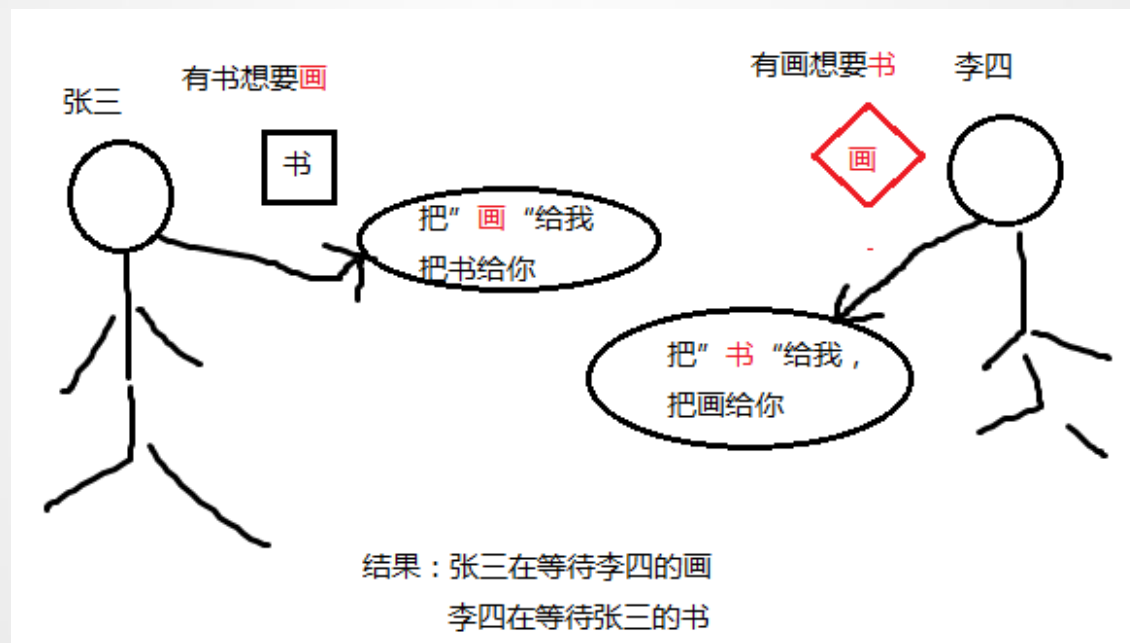 张三
有书想要画
书
把”画“给我
把书给你
有画想要书
李四
画
把”书“给我，
把画给你
结果：张三在等待李四的画
李四在等待张三的书